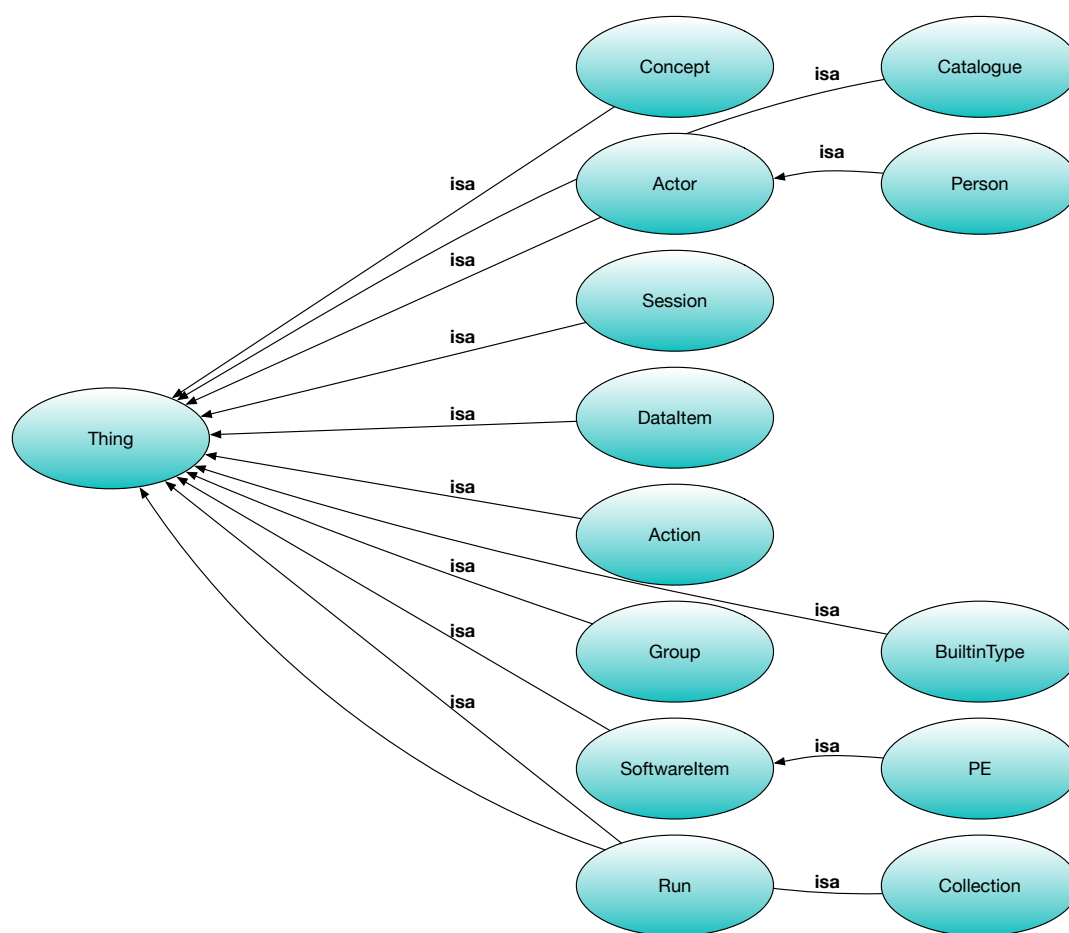 Concept
isa
Catalogue
isa
Actor
isa
Person
isa
Session
isa
Thing
isa
DataItem
isa
Action
isa
Group
isa
BuiltinType
isa
SoftwareItem
isa
PE
isa
Run
isa
Collection